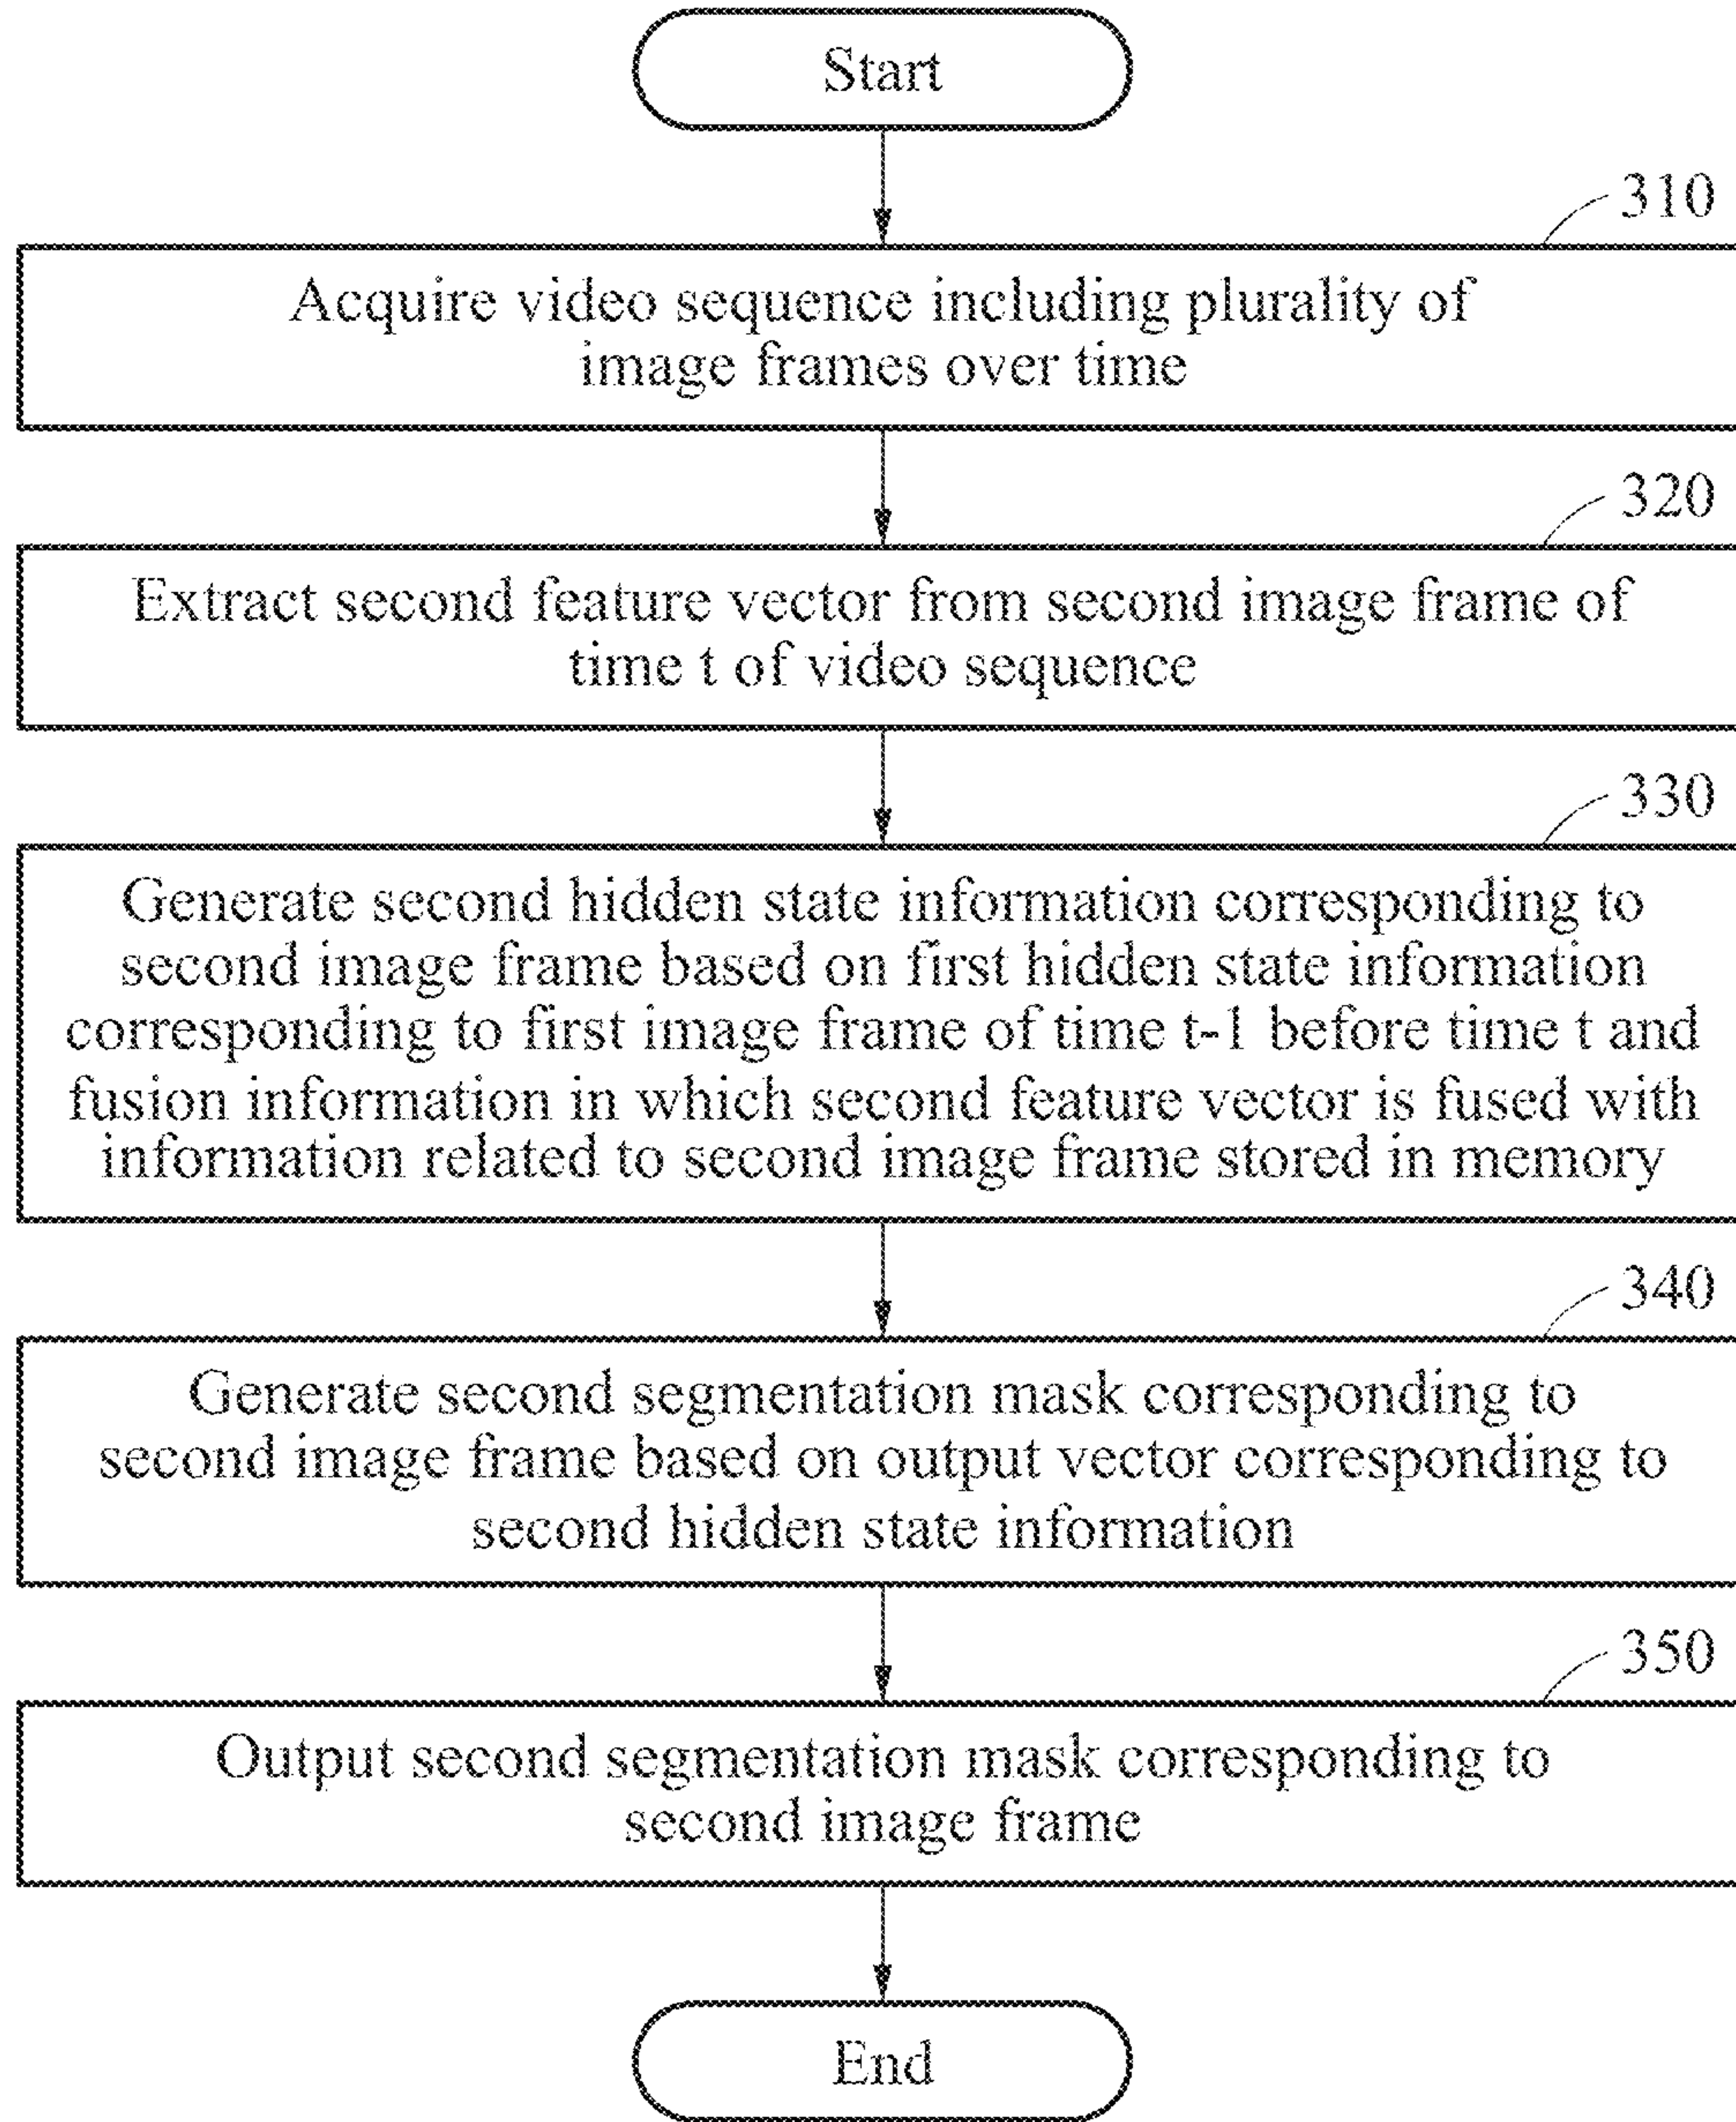 Start
310
Acquire video sequence including plurality of
image frames over time
320
Extract second feature vector from second image frame of
time t of video sequence
330
Generate second hidden state information corresponding to
second image frame based on first hidden state information
corresponding to first image frame of time t-1 before time t and
fusion information in which second feature vector is fused with
information related to second image frame stored in memory
340
Generate second segmentation mask corresponding to
second image frame based on output vector corresponding to
second hidden state information
350
Output second segmentation mask corresponding to
second image frame
End